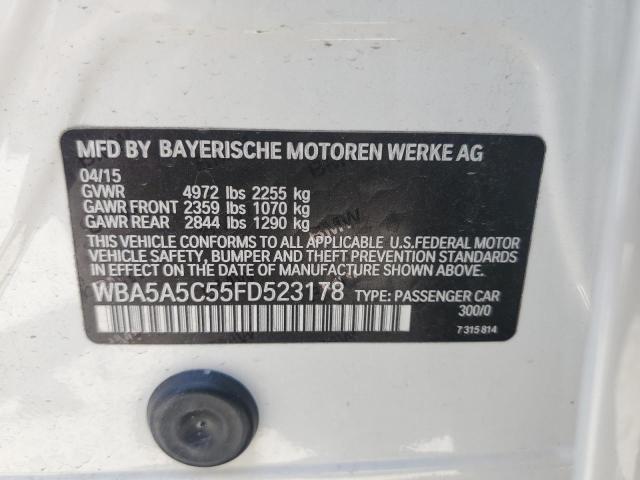 MFD BY BAYERISCHE MOTOREN WERKE AG
04/15
GVWR 4972 lbs 2255 kg
GAWR FRONT 2359 lbs 1070 kg
GAWR REAR 2844 lbs 1290 kg
THIS VEHICLE CONFORMS TO ALL APPLICABLE U.S.FEDERAL MOTOR
VEHICLE SAFETY, BUMPER AND THEFT PREVENTION STANDARDS
IN EFFECT ON THE DATE OF MANUFACTURE SHOWN ABOVE.
WBA5A5C55FD523178 TYPE: PASSENGER CAR
300/0
7 315 814